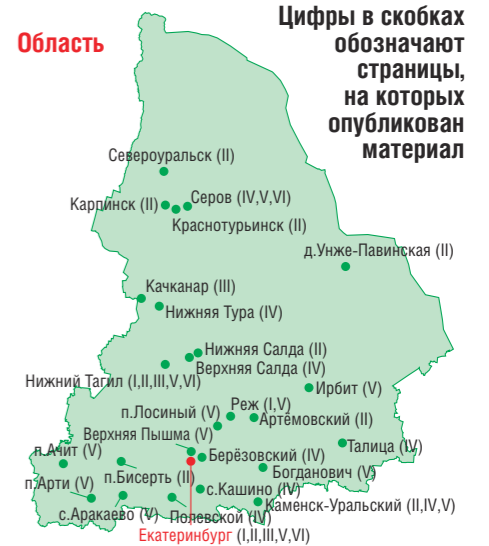 Область
Цифры в скобках
обозначают
страницы,
на которых
опубликован
материал
Североуральск (II)
Карпинск (II)
Серов (IV,V,VI)
Краснотурьинск (II)
д.Унже-Павинская (II)
Качканар (III)
Нижняя Тура (IV)
Нижняя Салда (II)
Верхняя Салда (IV)
Нижний Тагил (I,II,III,V,VI)
Ирбит (V)
п.Лосиный (V)
Реж (I,V)
Артёмовский (II)
Верхняя Пышма (V)
Талица (IV)
п.Ачит (V)
Берёзовский (IV)
Богданович (V)
п.Бисерть (II)
п.Арти (V)
с.Кашино (IV)
Каменск-Уральский (II,IV,V)
с.Аракаево (V)
Полевской (IV)
Екатеринбург (I,II,III,V,VI)